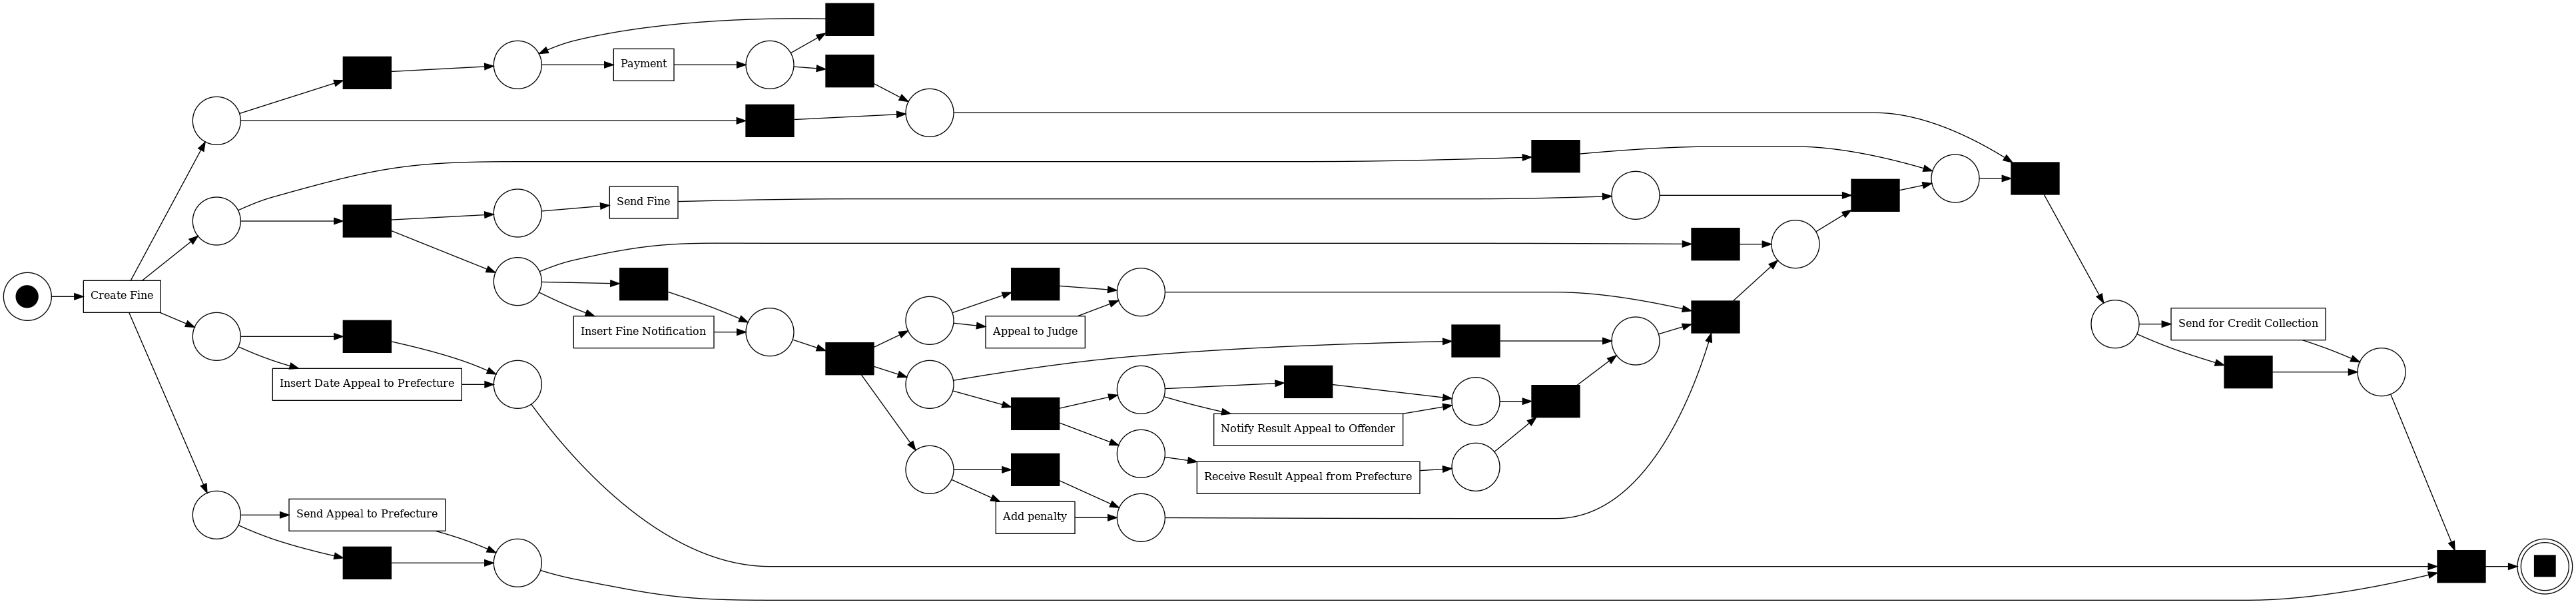 Payment
Send Fine
Create Fine
Insert Fine Notification
Appeal to Judge
Send for Credit Collection
Insert Date Appeal to Prefecture
Notify Result Appeal to Offender
Receive Result Appeal from Prefecture
Send Appeal to Prefecture
Add penalty